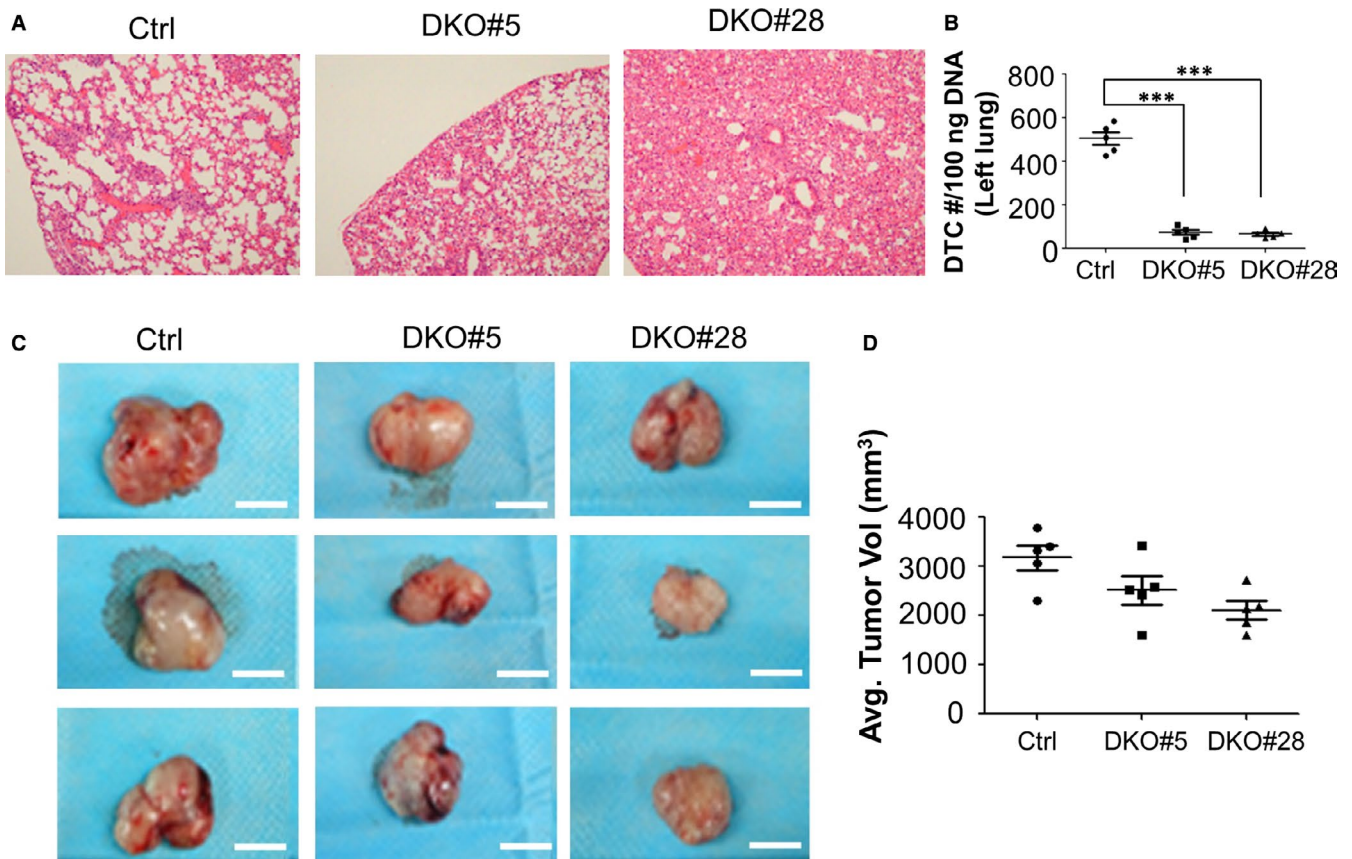 A
Ctrl
DKO#5
DKO#28
B
DTC #/100 ng DNA
(Left lung)
800
600
400
200
0
***
***
Ctrl
DKO#5
DKO#28
C
Ctrl
DKO#5
DKO#28
D
Avg. Tumor Vol (mm³)
4000
3000
2000
1000
0
Ctrl
DKO#5
DKO#28